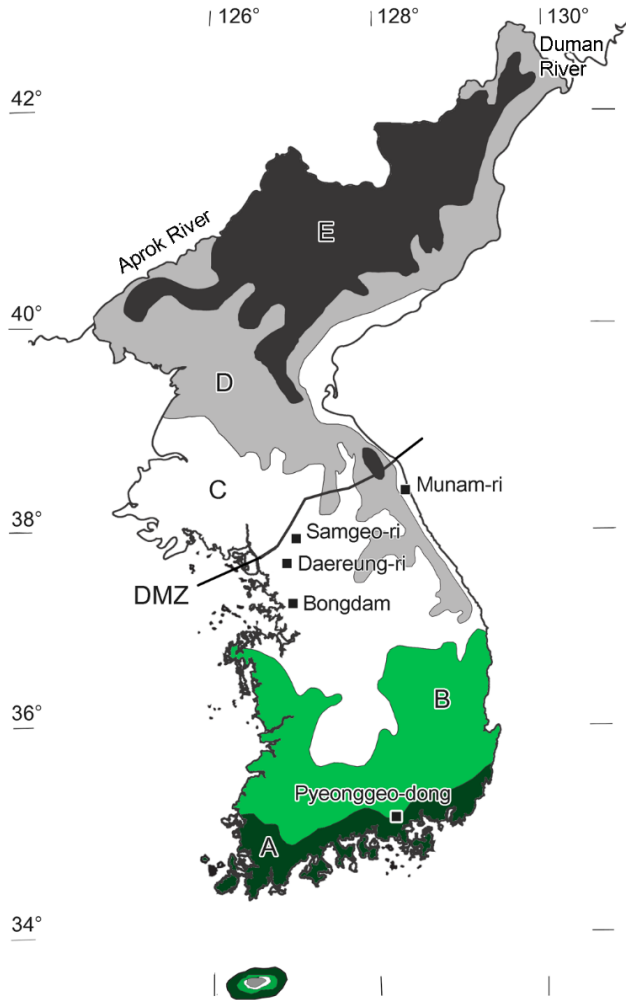 126°
128°
130°
Duman
River
42°
E
Aprok River
40°
D
C
Munam-ri
38°
Samgeo-ri
Daereung-ri
DMZ
Bongdam
B
36°
Pyeonggeo-dong
A
34°